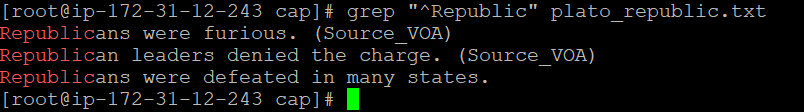 [root@ip-172-31-12-243 cap]# grep "^Republic" plato_republic.txt
Republicans were furious. (Source_VOA)
Republican leaders denied the charge. (Source_VOA)
Republicans were defeated in many states.
[root@ip-172-31-12-243 cap]#